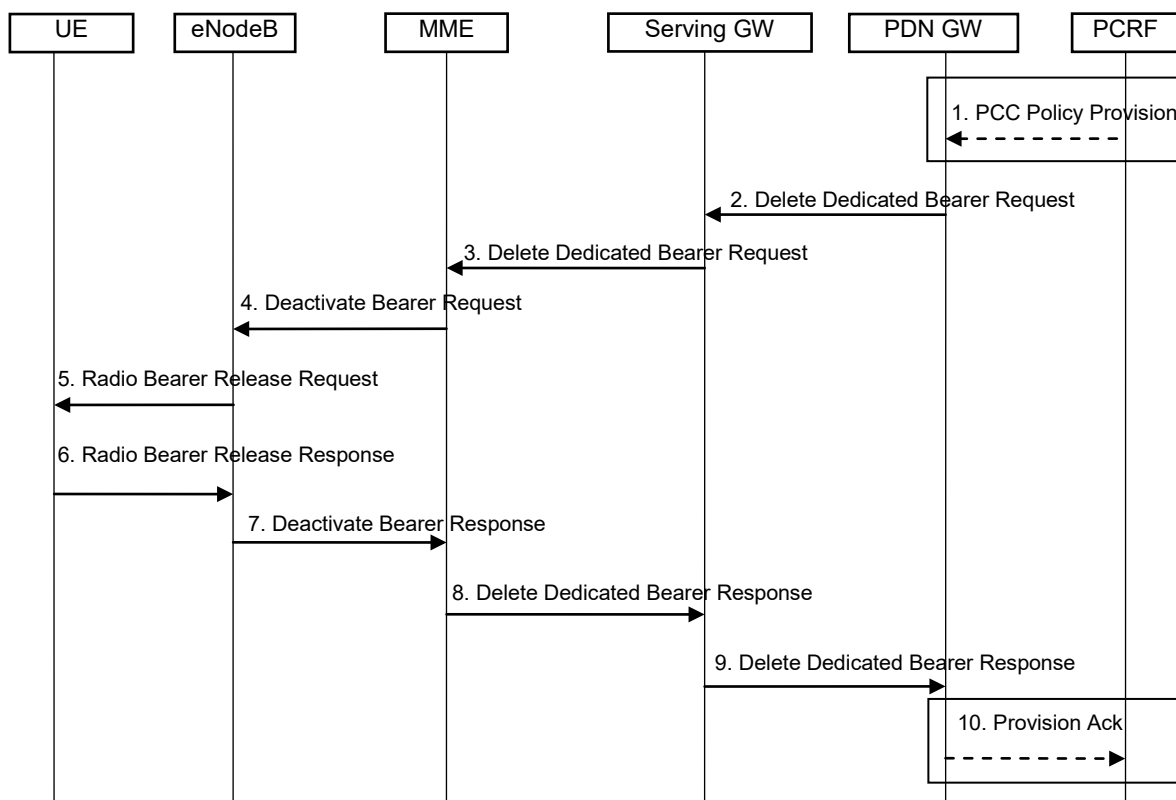 UE
eNodeB
MME
Serving GW
PDN GW
PCRF
1. PCC Policy Provision
2. Delete Dedicated Bearer Request
3. Delete Dedicated Bearer Request
4. Deactivate Bearer Request
5. Radio Bearer Release Request
6. Radio Bearer Release Response
7. Deactivate Bearer Response
8. Delete Dedicated Bearer Response
9. Delete Dedicated Bearer Response
10. Provision Ack